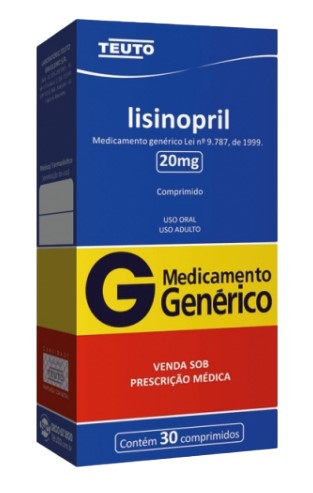 TEUTO
lisinopril
Medicamento genérico Lei nº 9.787, de 1999.
20mg
Comprimido
USO ORAL
USO ADULTO
G Medicamento
Genérico
VENDA SOB
PRESCRIÇÃO MÉDICA
Contém 30 comprimidos